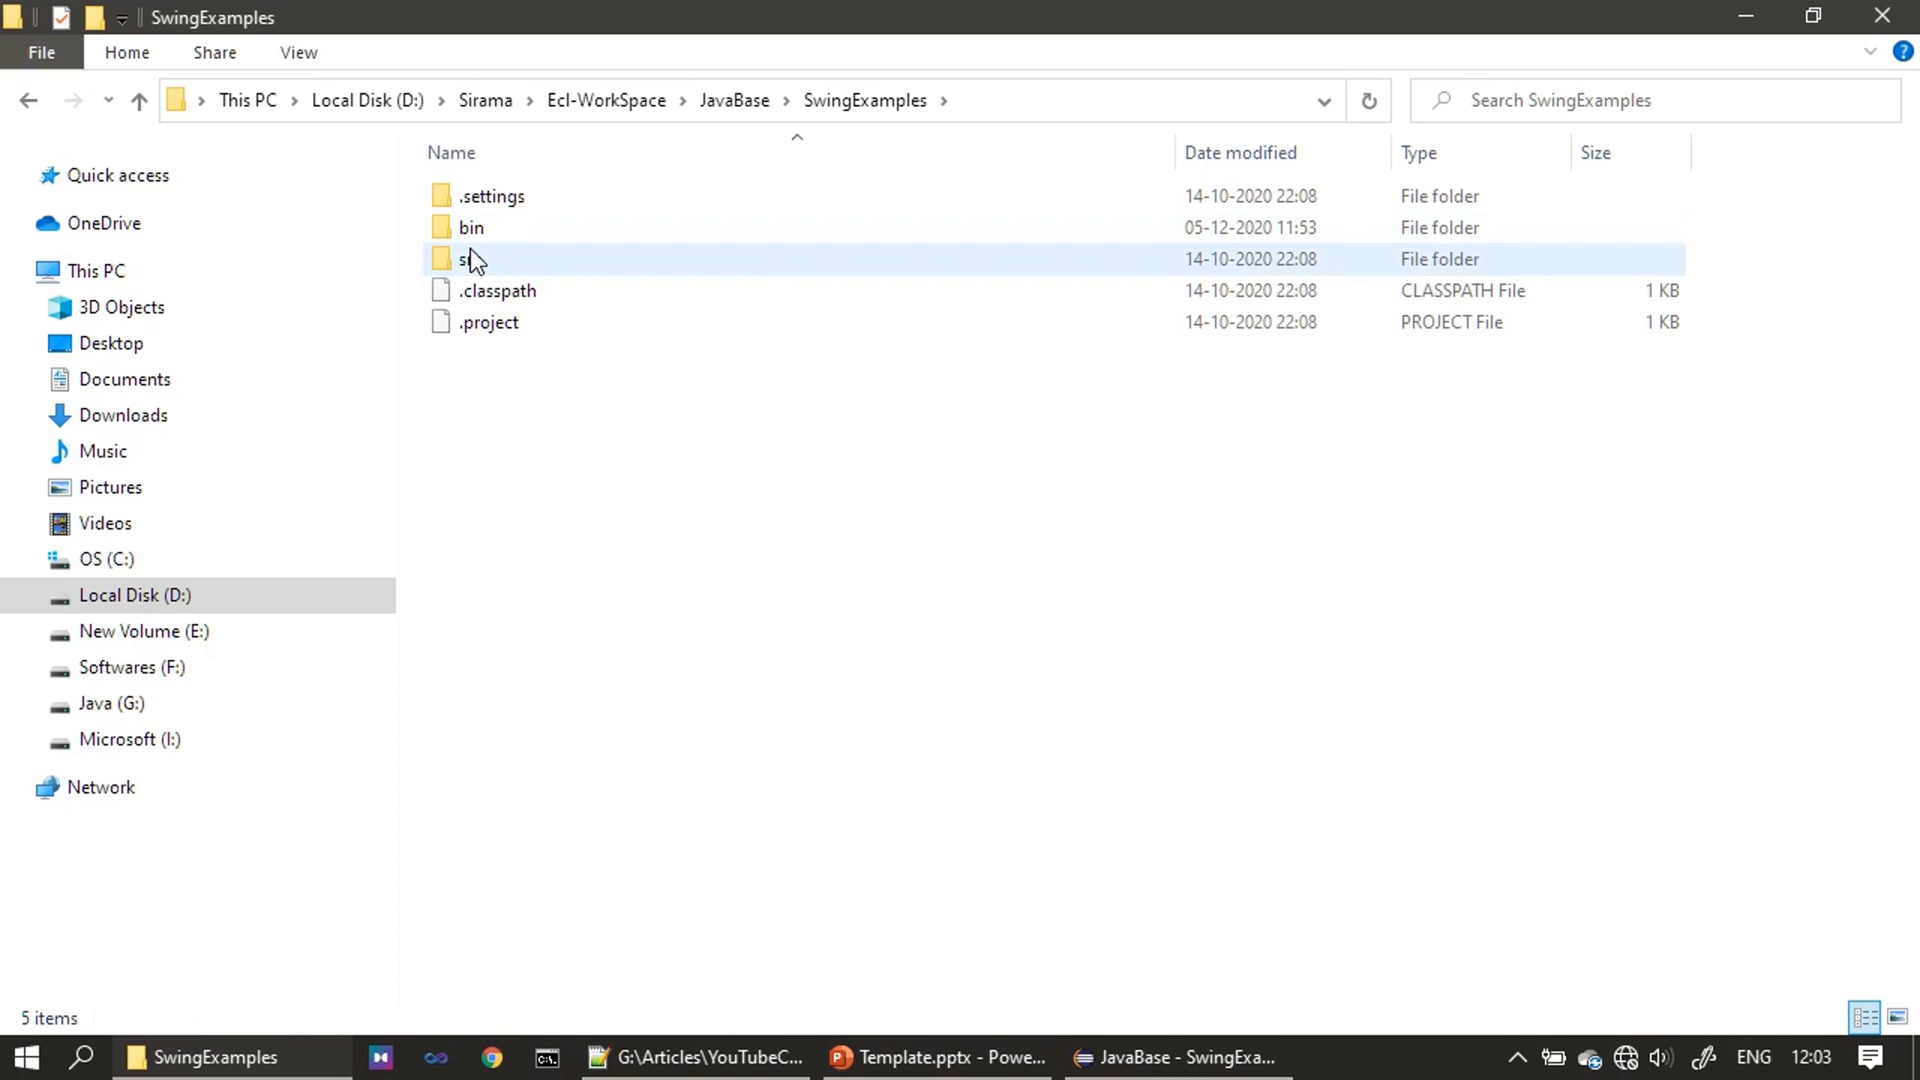 SwingExamples
File Home Share View
This PC Local Disk (D:) Sirama Ecl-WorkSpace JavaBase SwingExamples
Search SwingExamples
Name Date modified Type Size
.settings 14-10-2020 22:08 File folder
bin 05-12-2020 11:53 File folder
14-10-2020 22:08 File folder
.classpath 14-10-2020 22:08 CLASSPATH File 1 KB
.project 14-10-2020 22:08 PROJECT File 1 KB
Quick access
OneDrive
This PC
3D Objects
Desktop
Documents
Downloads
Music
Pictures
Videos
OS (C:)
Local Disk (D:)
New Volume (E:)
Softwares (F:)
Java (G:)
Microsoft (I:)
Network
5 items
SwingExamples G:\Articles\YouTubeC... Template.pptx - Powe... JavaBase - SwingExa... ENG 12:03